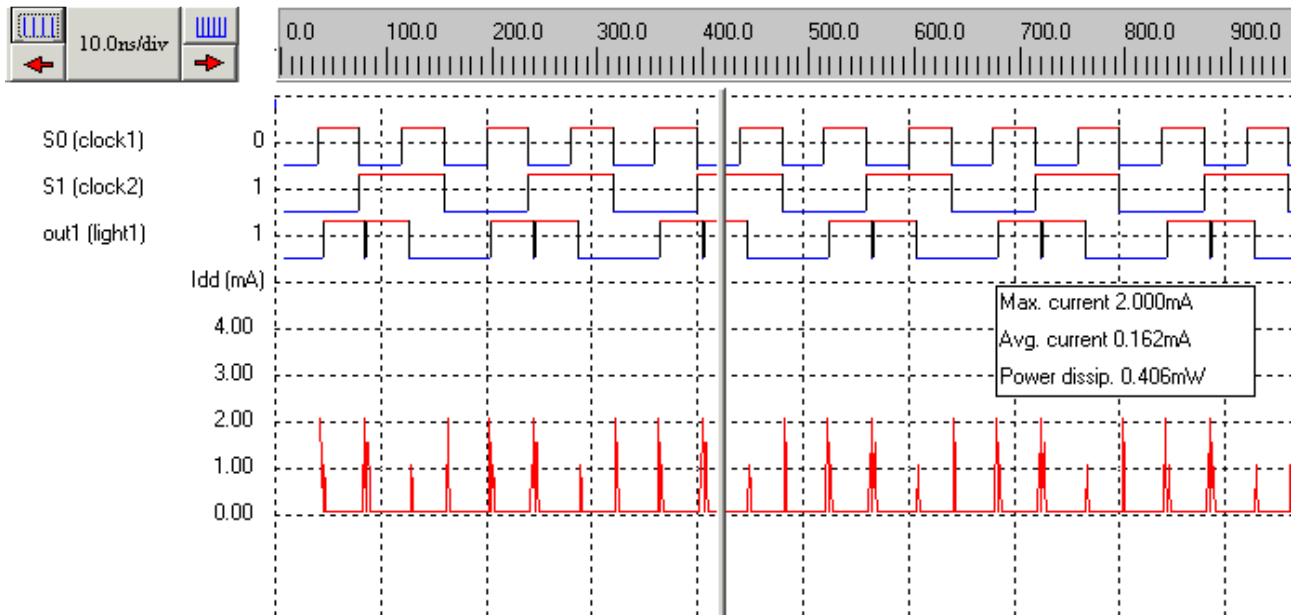 10.0ns/div
0.0 100.0 200.0 300.0 400.0 500.0 600.0 700.0 800.0 900.0
S0 (clock1) 0
S1 (clock2) 1
out1 (light1) 1
Idd (mA)
4.00
3.00
2.00
1.00
0.00
Max. current 2.000mA
Avg. current 0.162mA
Power dissip. 0.406mW